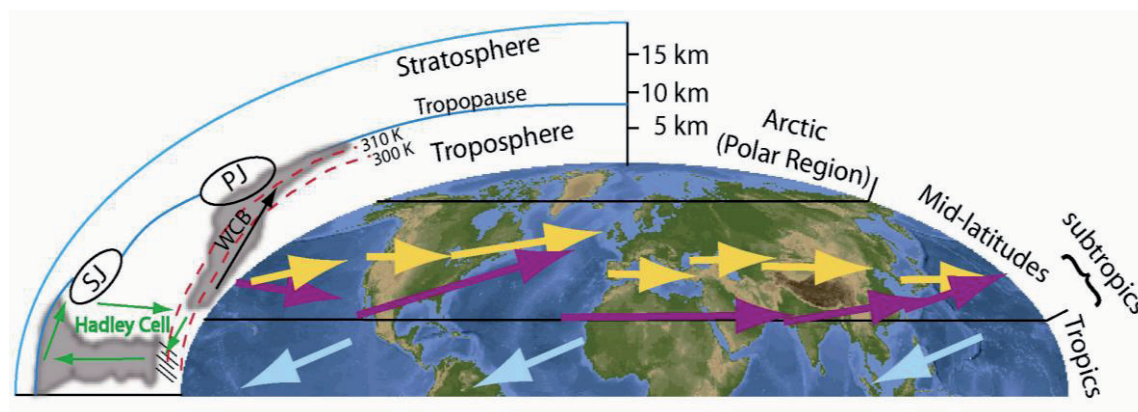 Stratosphere
15 km
Tropopause
10 km
5 km
310 K
300 K
Troposphere
Arctic
(Polar Region)
PJ
WCB
Mid-latitudes
subtropics
SJ
Hadley Cell
Tropics